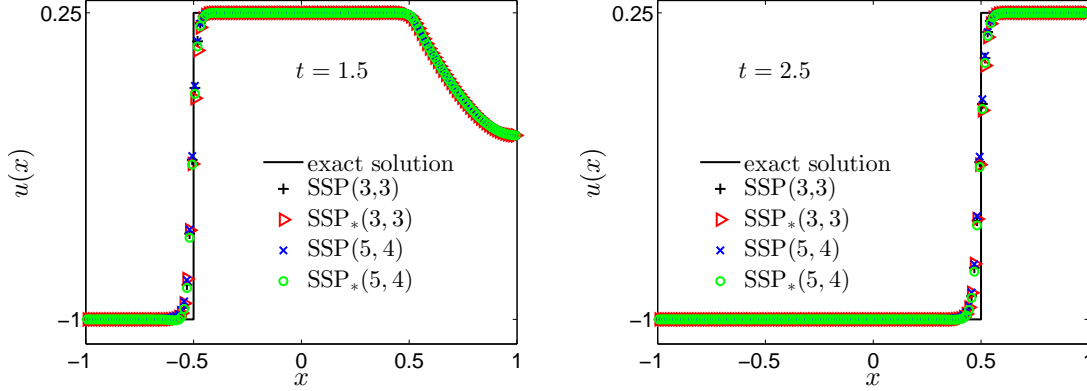 0.25
t = 1.5
u(x)
exact solution
SSP(3,3)
SSP∗(3, 3)
SSP(5, 4)
SSP∗(5, 4)
−1
−1 −0.5 0 0.5 1
x
0.25
t = 2.5
u(x)
exact solution
SSP(3,3)
SSP∗(3, 3)
SSP(5, 4)
SSP∗(5, 4)
−1
−1 −0.5 0 0.5 1
x